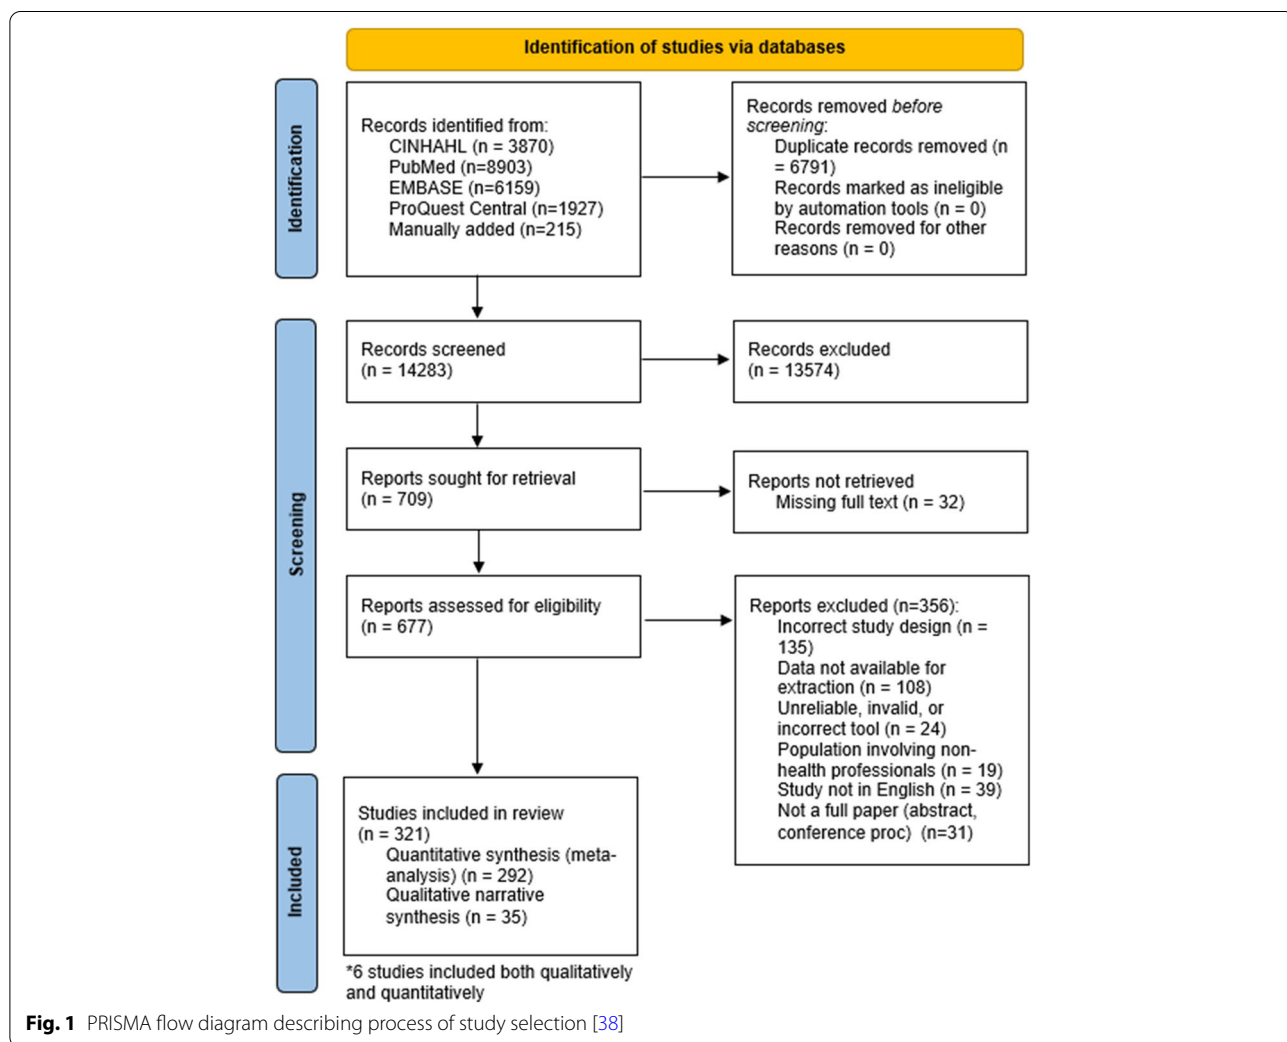 Identification of studies via databases
Identification
Records identified from:
CINHAHL (n = 3870)
PubMed (n=8903)
EMBASE (n=6159)
ProQuest Central (n=1927)
Manually added (n=215)
Records removed before
screening:
Duplicate records removed (n
= 6791)
Records marked as ineligible
by automation tools (n = 0)
Records removed for other
reasons (n = 0)
Screening
Records screened
(n = 14283)
Records excluded
(n = 13574)
Reports sought for retrieval
(n = 709)
Reports not retrieved
Missing full text (n = 32)
Reports assessed for eligibility
(n = 677)
Reports excluded (n=356):
Incorrect study design (n =
135)
Data not available for
extraction (n = 108)
Unreliable, invalid, or
incorrect tool (n = 24)
Population involving non-
health professionals (n = 19)
Study not in English (n = 39)
Not a full paper (abstract,
conference proc) (n=31)
Included
Studies included in review
(n = 321)
Quantitative synthesis (meta-
analysis) (n = 292)
Qualitative narrative
synthesis (n = 35)
*6 studies included both qualitatively
and quantitatively
Fig. 1 PRISMA flow diagram describing process of study selection [38]